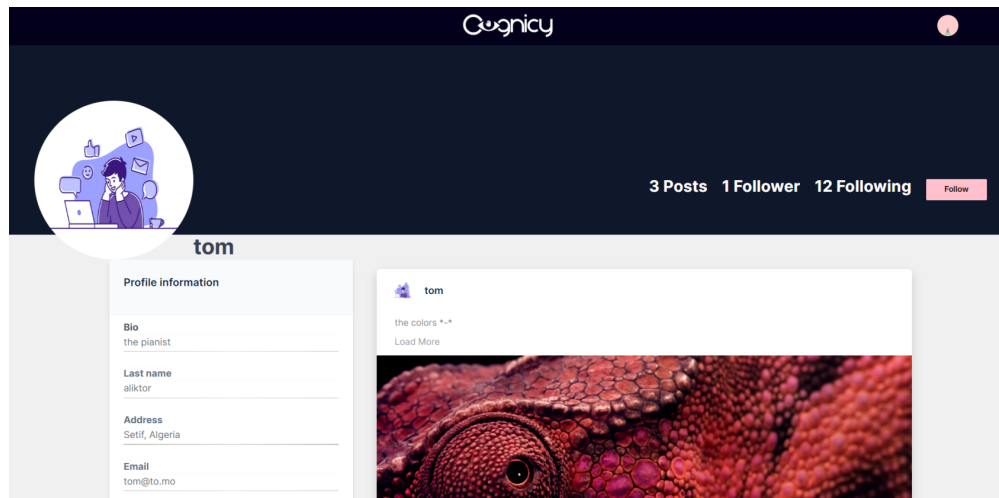 Cognicy
3 Posts 1 Follower 12 Following Follow
tom
Profile information
Bio
the pianist
Last name
aliktor
Address
Setif, Algeria
Email
tom@to.mo
tom
the colors *-*
Load More